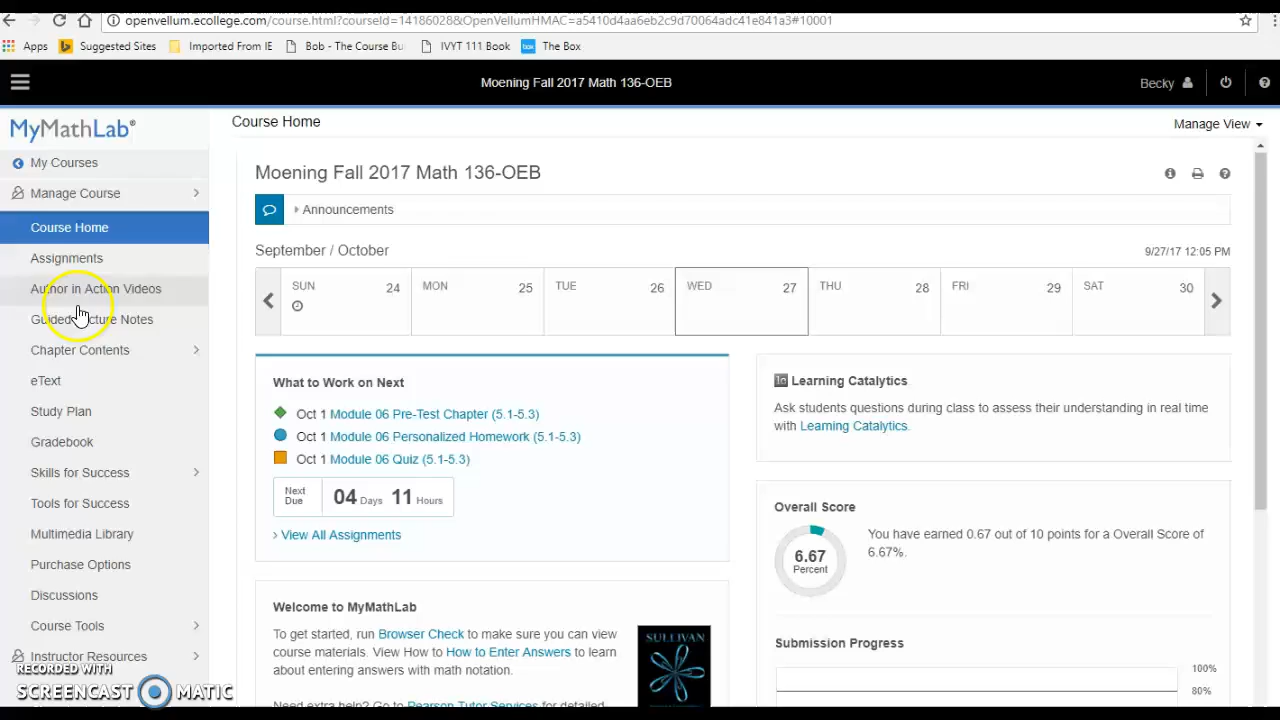 openvellum.ecollege.com/course.html?courseId=14186028&OpenVellumHMAC=a5410d4aa6eb2c9d70064adc41e841a3#10001
Apps Suggested Sites Imported From IE Bob - The Course Bu IVYT 111 Book box The Box
Moening Fall 2017 Math 136-OEB
Becky
MyMathLab®
Course Home
Manage View
My Courses
Manage Course
Course Home
Assignments
Author in Action Videos
Guided Lecture Notes
Chapter Contents
eText
Study Plan
Gradebook
Skills for Success
Tools for Success
Multimedia Library
Purchase Options
Discussions
Course Tools
Instructor Resources
RECORDED WITH
SCREENCAST MATIC
Moening Fall 2017 Math 136-OEB
Announcements
September / October
9/27/17 12:05 PM
SUN 24 MON 25 TUE 26 WED 27 THU 28 FRI 29 SAT 30
What to Work on Next
Oct 1 Module 06 Pre-Test Chapter (5.1-5.3)
Oct 1 Module 06 Personalized Homework (5.1-5.3)
Oct 1 Module 06 Quiz (5.1-5.3)
Next Due 04 Days 11 Hours
View All Assignments
Welcome to MyMathLab
To get started, run Browser Check to make sure you can view
course materials. View How to How to Enter Answers to learn
about entering answers with math notation.
Need extra help? Go to Pearson Tutor Services for detailed
SULLIVAN
Learning Catalytics
Ask students questions during class to assess their understanding in real time
with Learning Catalytics.
Overall Score
6.67
Percent
You have earned 0.67 out of 10 points for a Overall Score of
6.67%.
Submission Progress
100%
80%